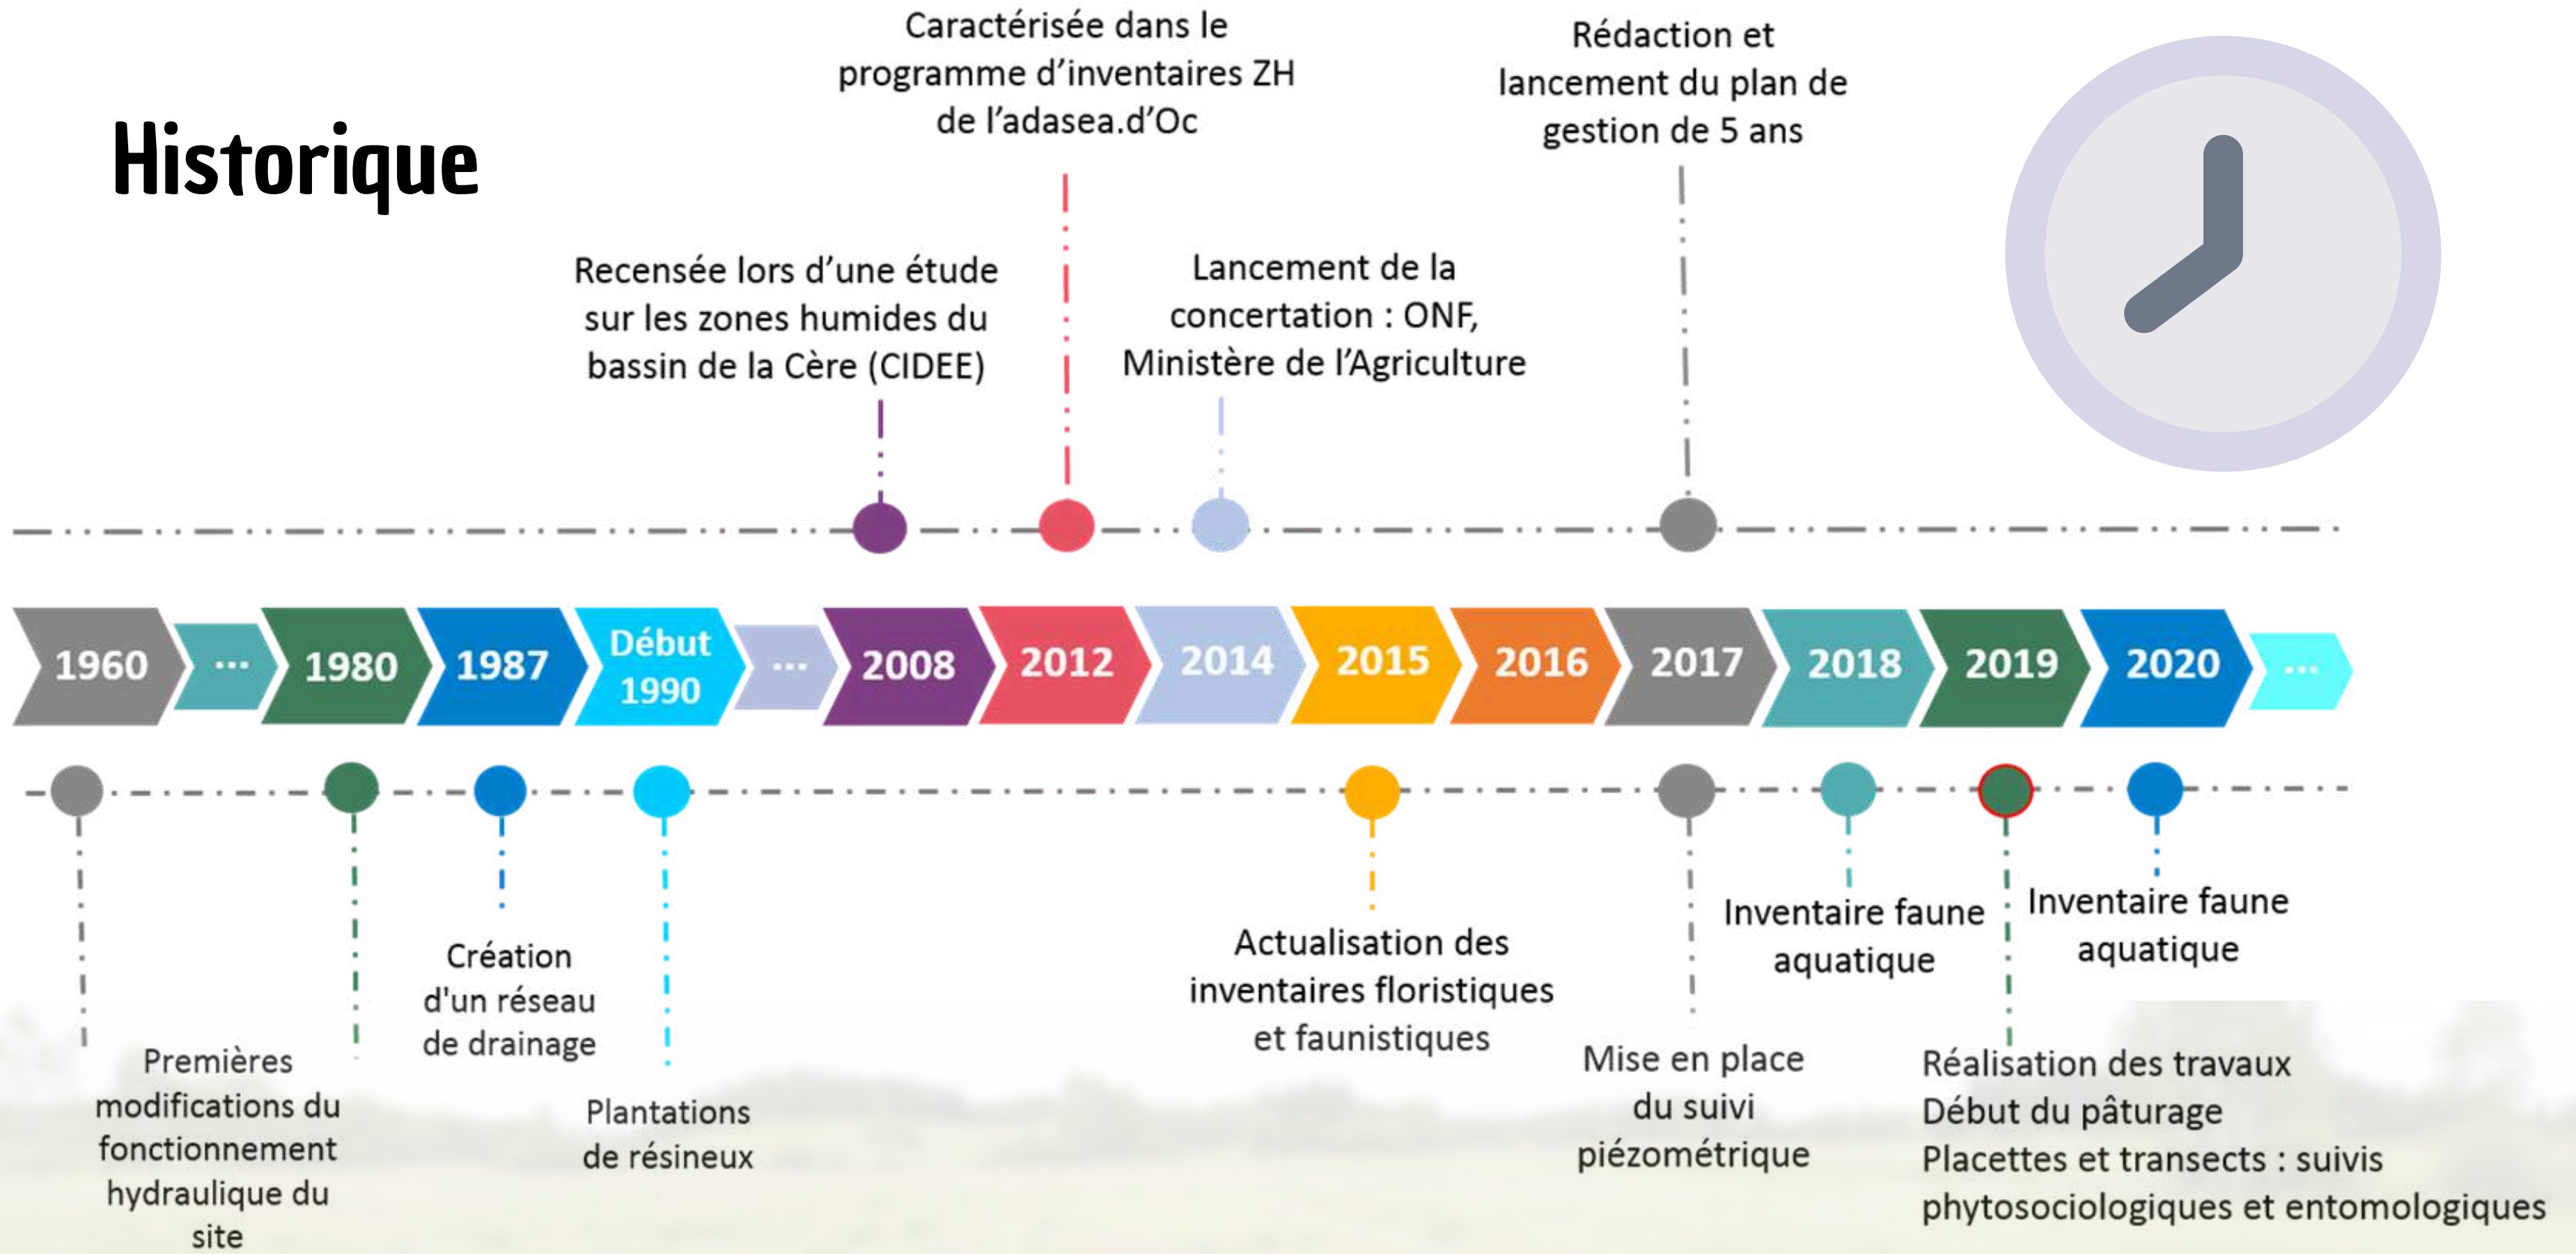 Historique
Caractérisée dans le
programme d’inventaires ZH
de l’adasea.d’Oc
Rédaction et
lancement du plan de
gestion de 5 ans
Recensée lors d’une étude
sur les zones humides du
bassin de la Cère (CIDEE)
Lancement de la
concertation : ONF,
Ministère de l’Agriculture
1960
...
1980
1987
Début
1990
...
2008
2012
2014
2015
2016
2017
2018
2019
2020
...
Premières
modifications du
fonctionnement
hydraulique du
site
Création
d'un réseau
de drainage
Plantations
de résineux
Actualisation des
inventaires floristiques
et faunistiques
Mise en place
du suivi
piézométrique
Inventaire faune
aquatique
Réalisation des travaux
Début du pâturage
Placettes et transects : suivis
phytosociologiques et entomologiques
Inventaire faune
aquatique